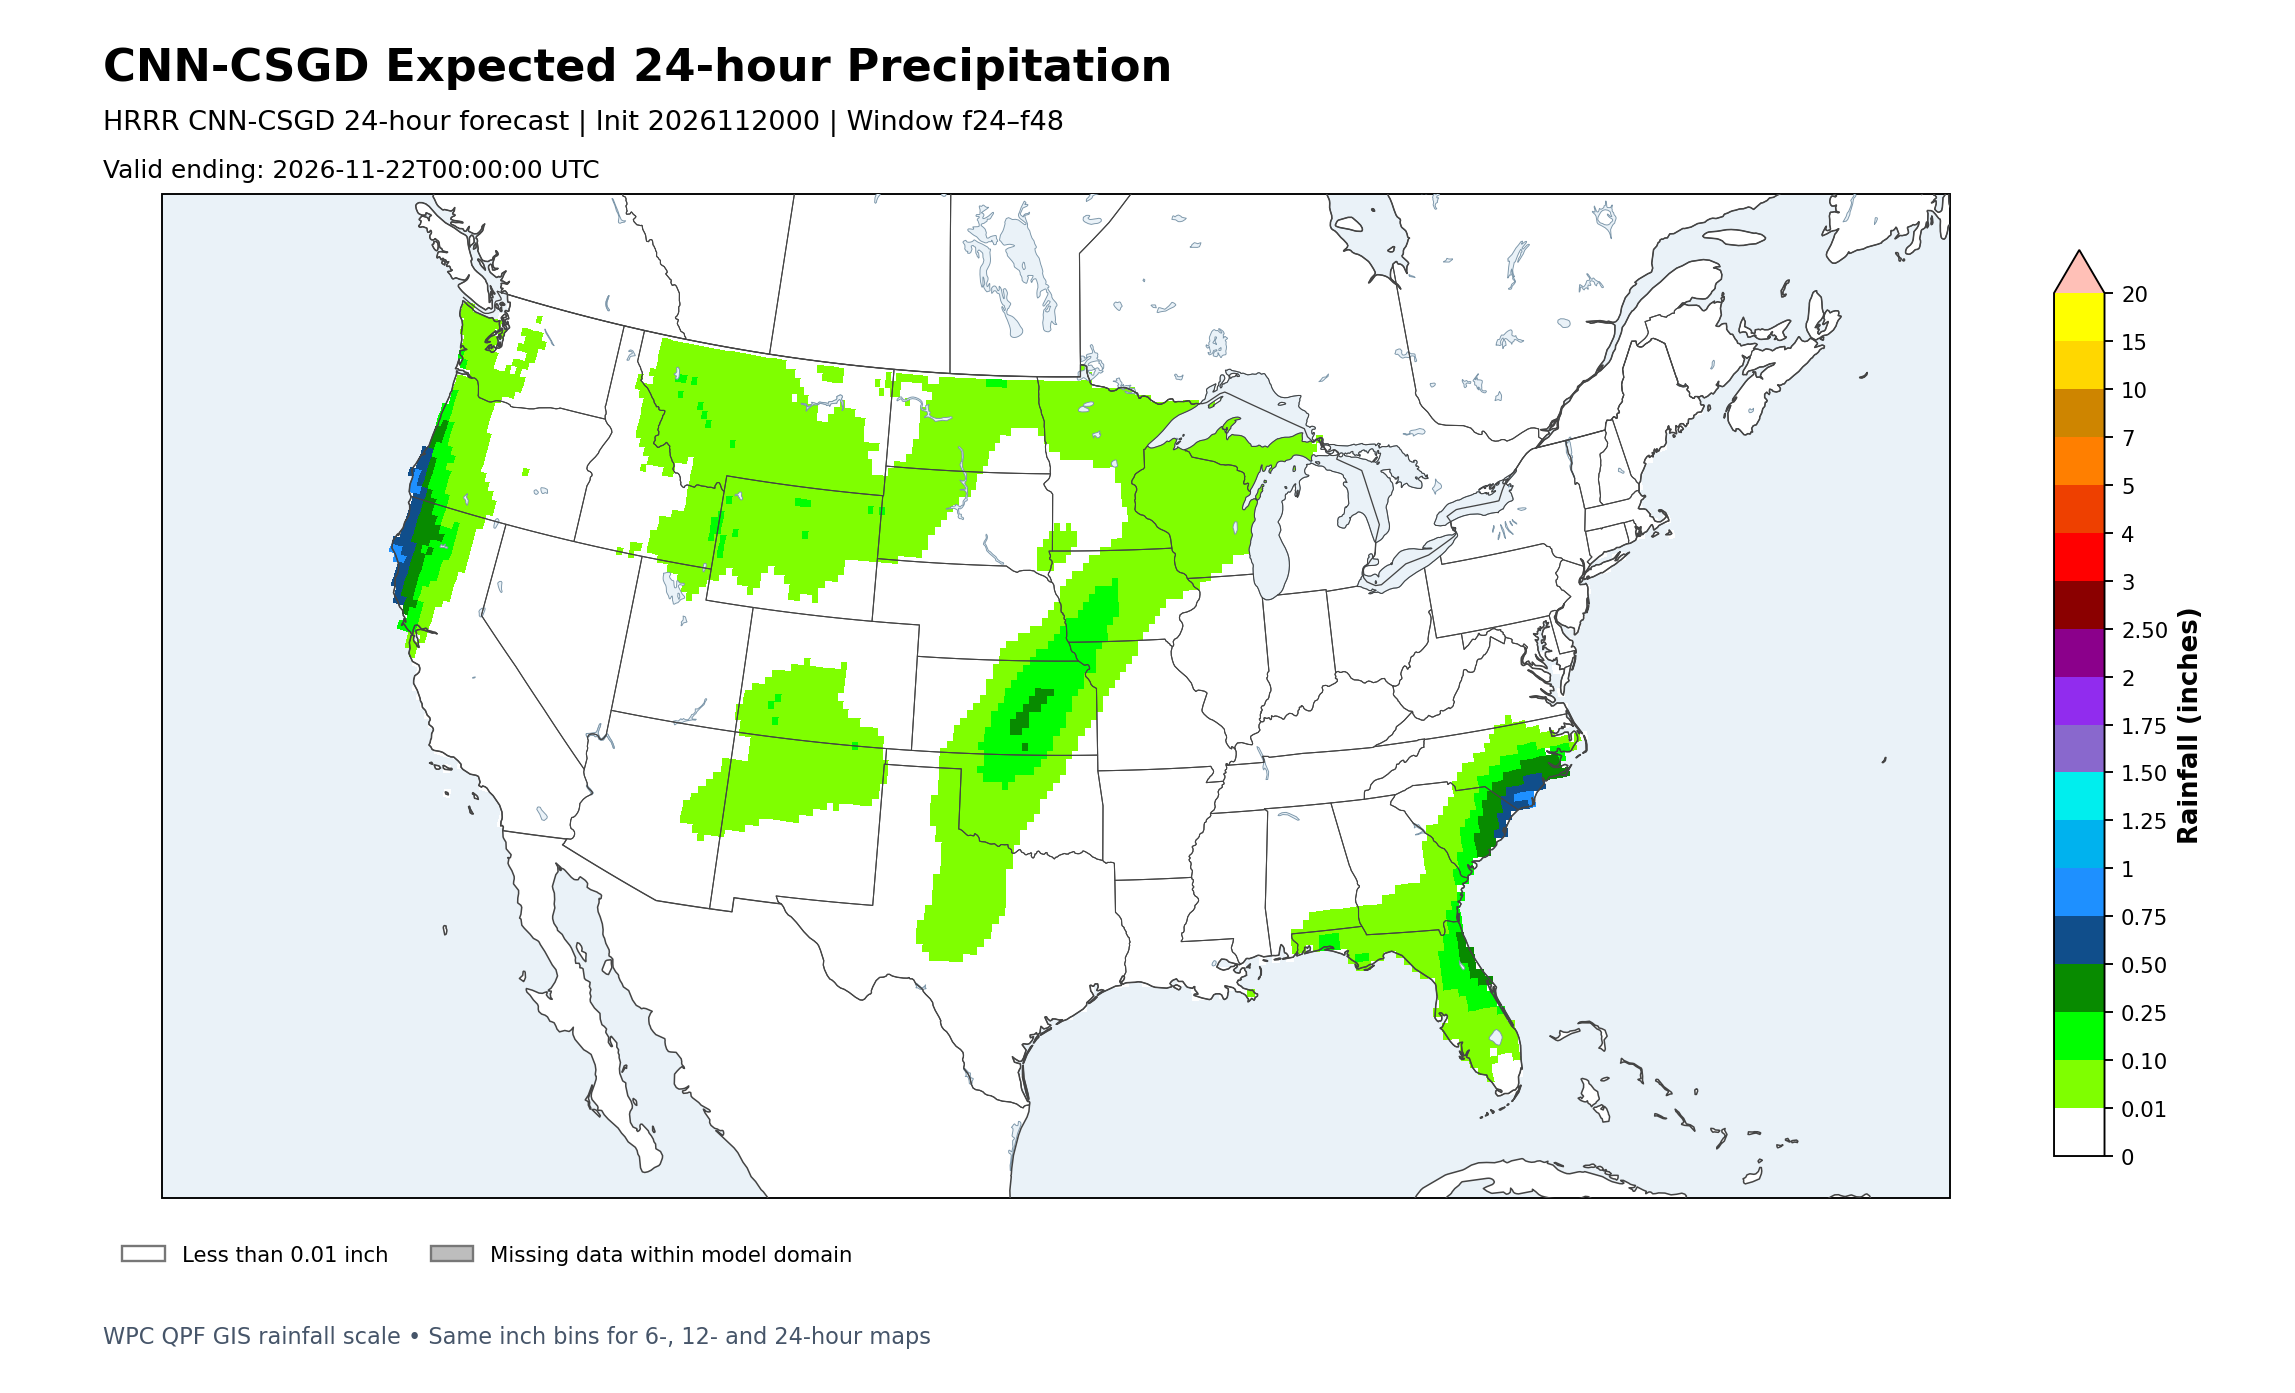 CNN-CSGD Expected 24-hour Precipitation
HRRR CNN-CSGD 24-hour forecast | Init 2026112000 | Window f24–f48
Valid ending: 2026-11-22T00:00:00 UTC
20
15
10
7
5
4
3
2.50
2
1.75
1.50
1.25
1
0.75
0.50
0.25
0.10
0.01
0
Rainfall (inches)
Less than 0.01 inch
Missing data within model domain
WPC QPF GIS rainfall scale • Same inch bins for 6-, 12- and 24-hour maps